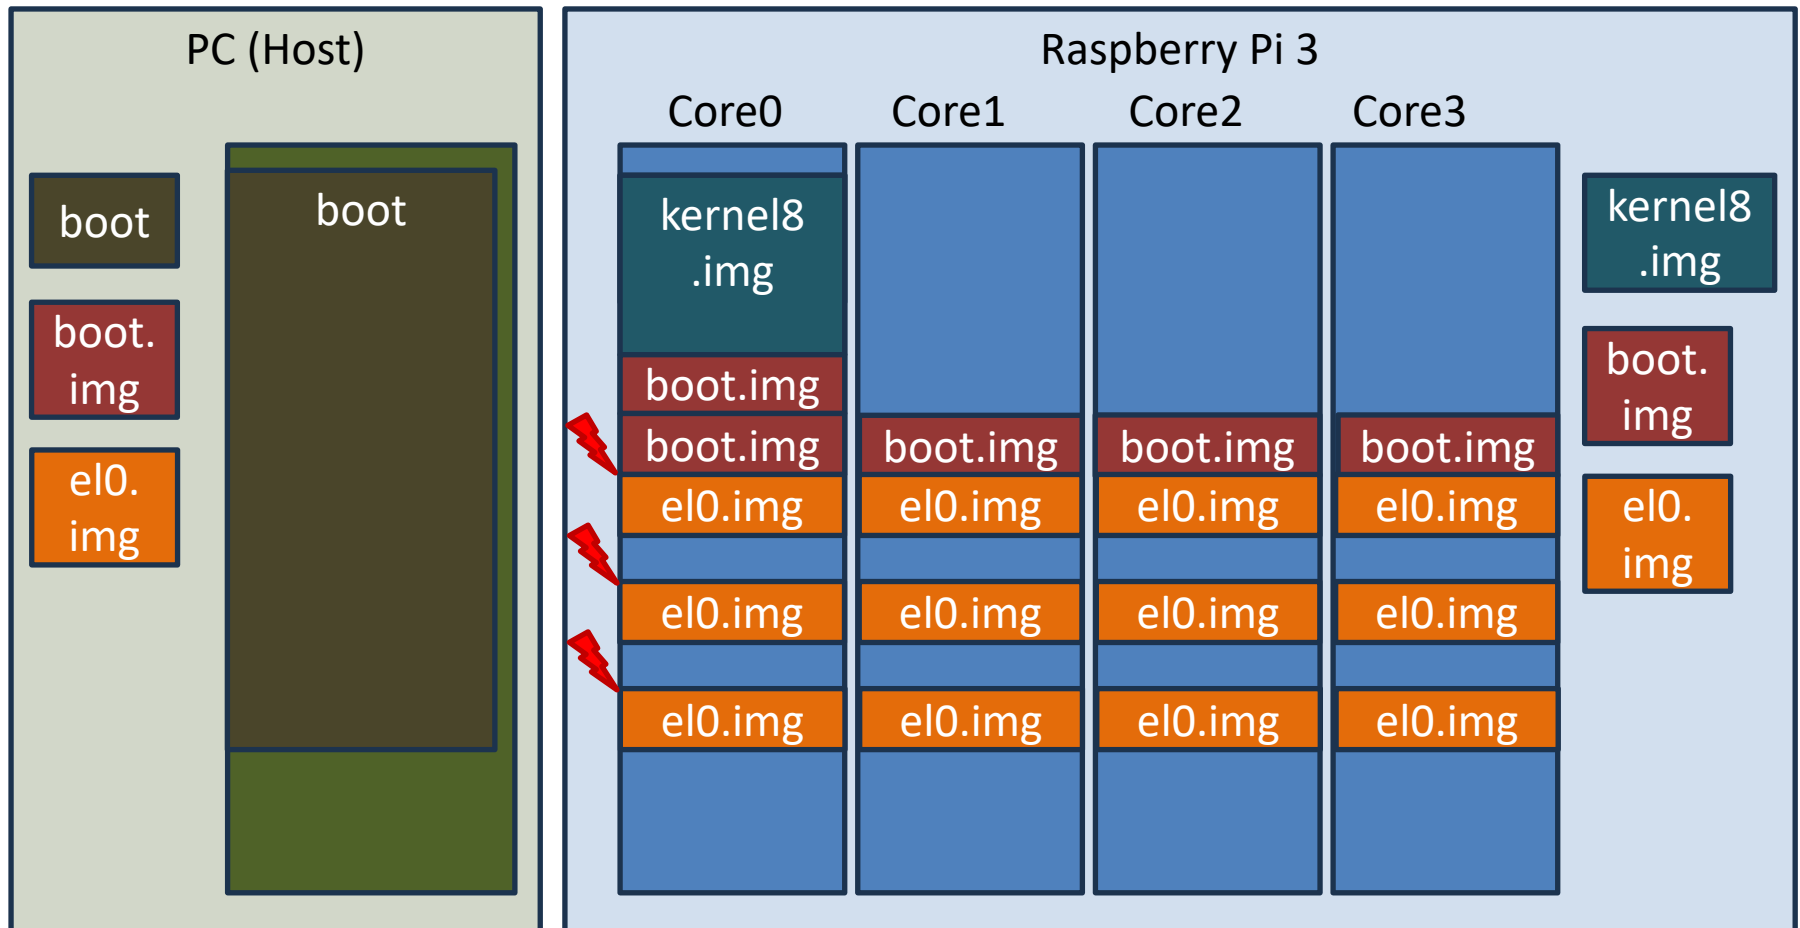 PC (Host)
boot
boot.
img
el0.
img
boot
Raspberry Pi 3
Core0 Core1 Core2 Core3
kernel8
.img
boot.img
boot.img boot.img boot.img boot.img
el0.img el0.img el0.img el0.img
el0.img el0.img el0.img el0.img
el0.img el0.img el0.img el0.img
kernel8
.img
boot.
img
el0.
img